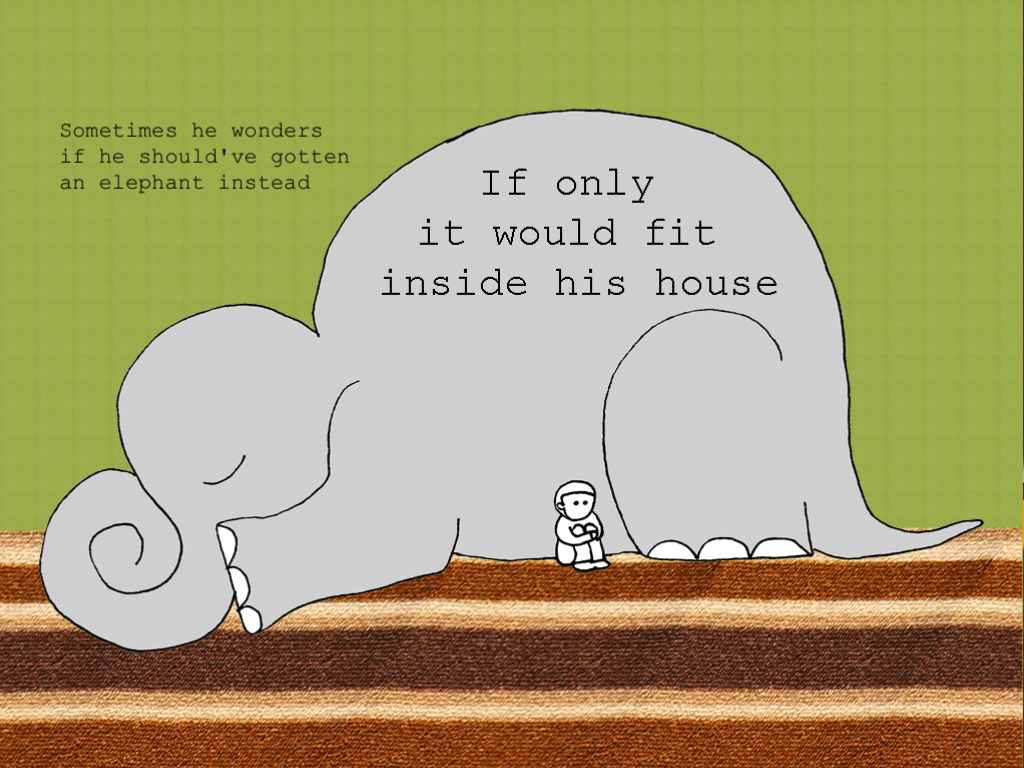 Sometimes he wonders
if he should've gotten
an elephant instead
If only
it would fit
inside his house